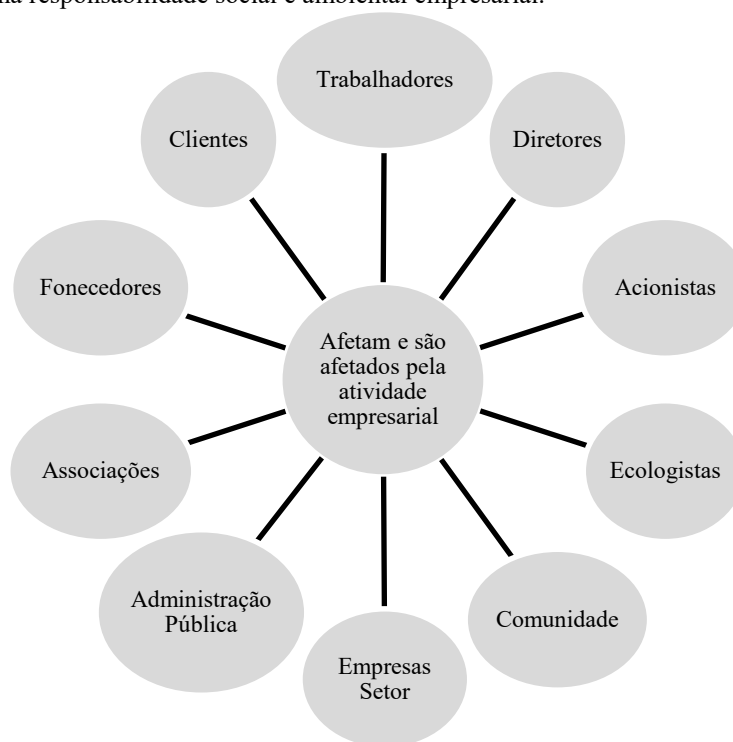 na responsabilidade social e ambiental empresarial.
Trabalhadores
Clientes
Diretores
Fonecedores
Acionistas
Afetam e são
afetados pela
atividade
empresarial
Associações
Ecologistas
Administração
Pública
Comunidade
Empresas
Setor